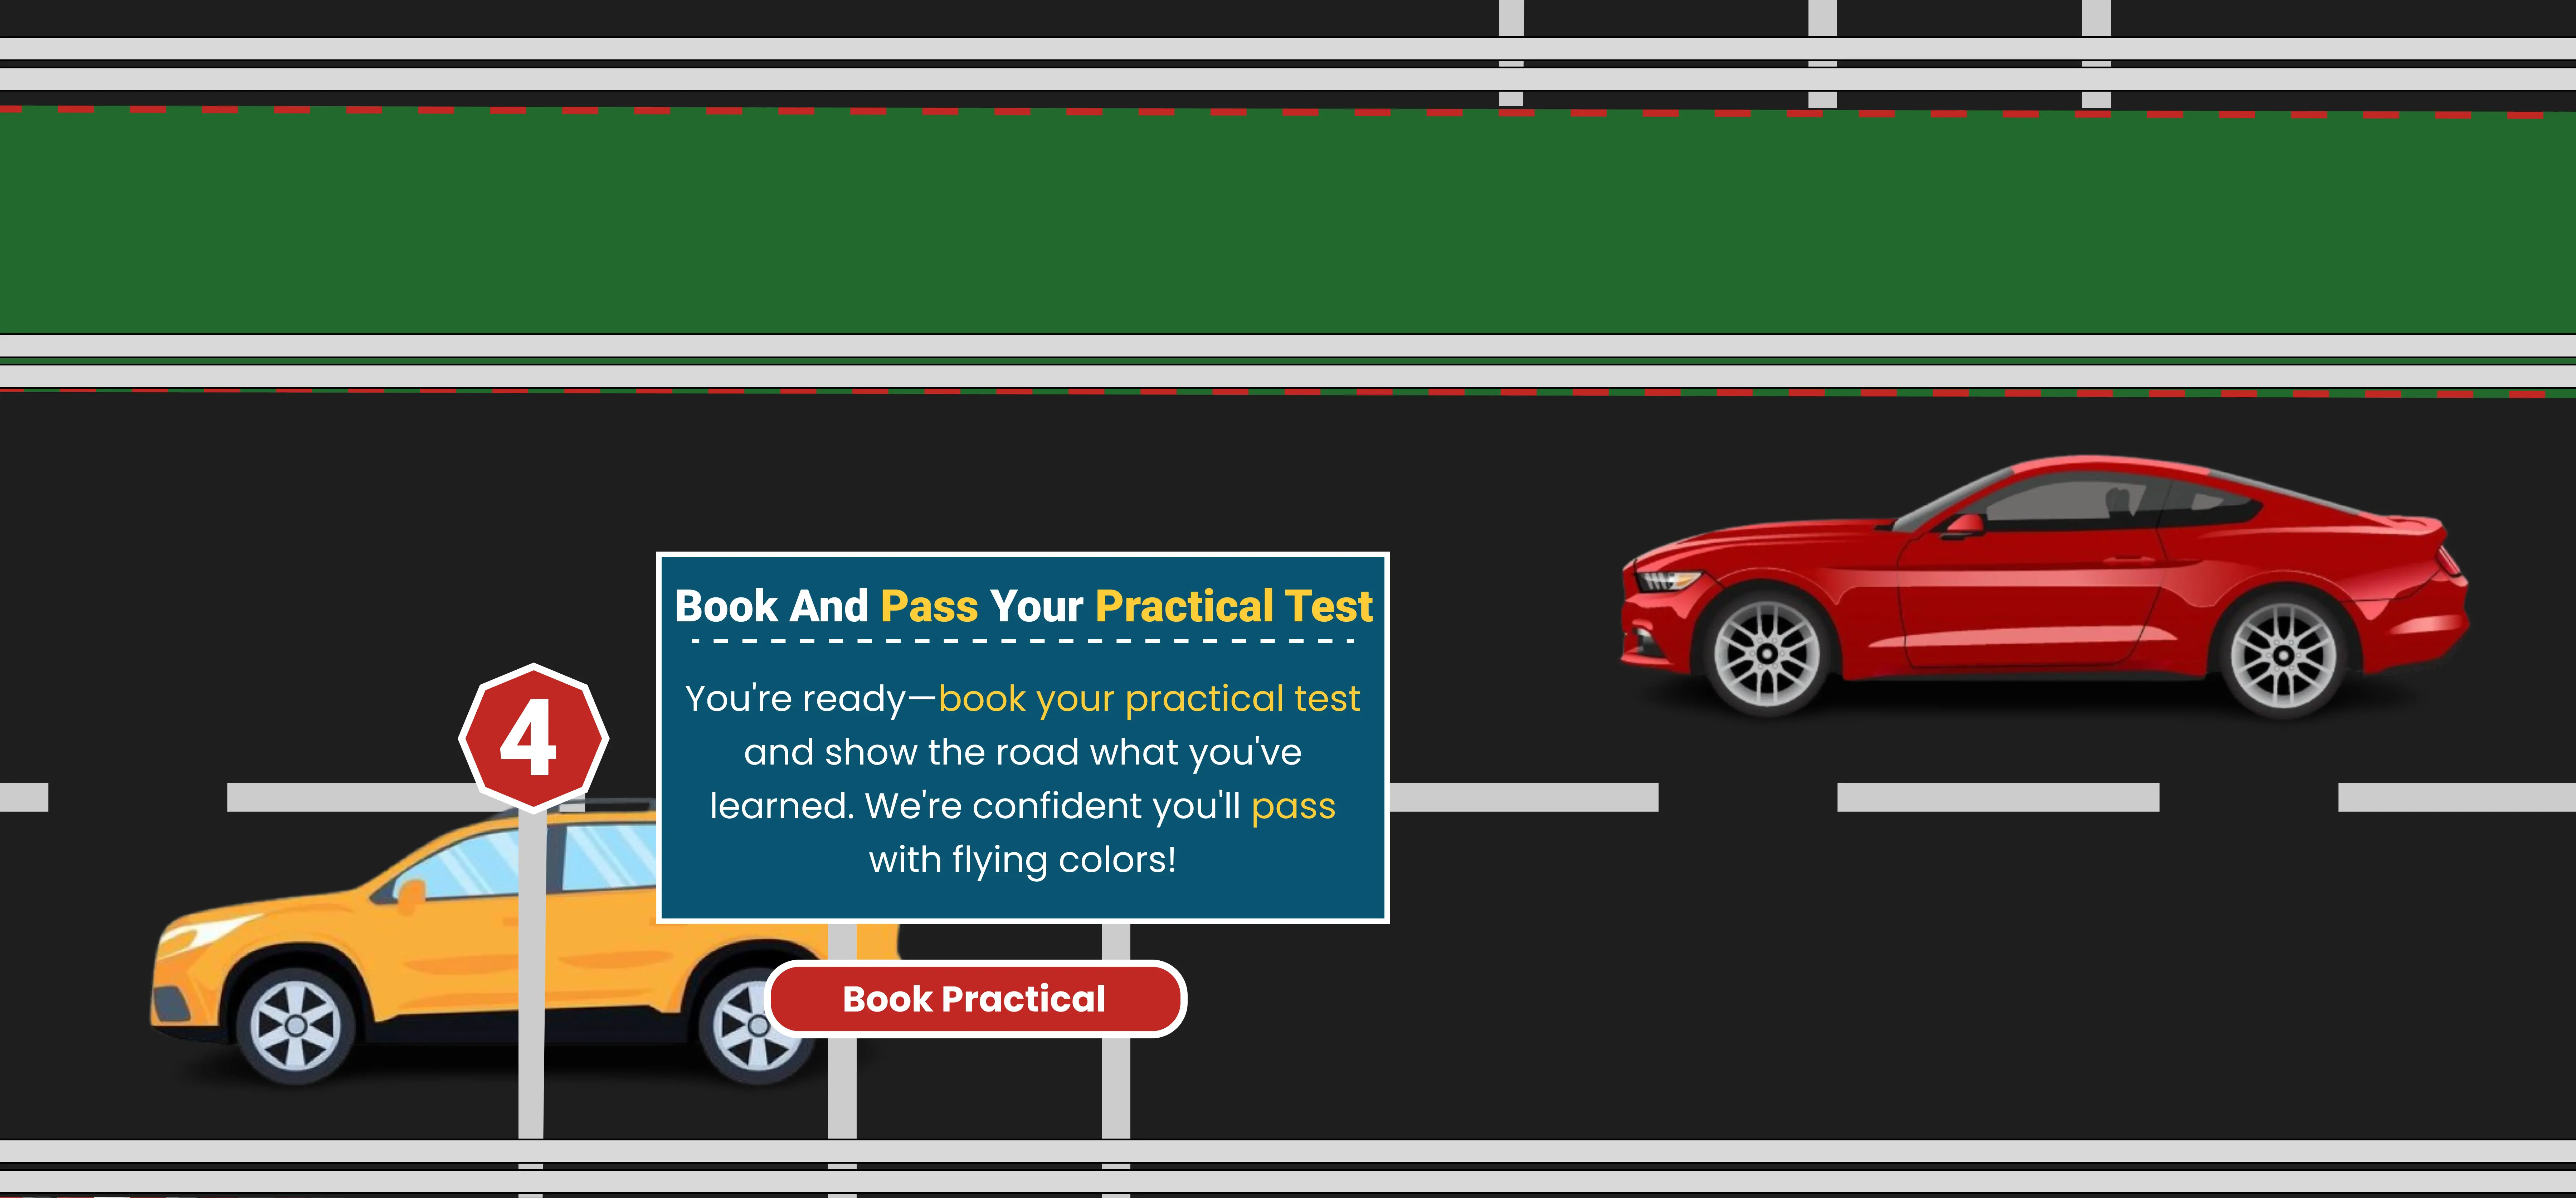 Book And Pass Your Practical Test
4
You're ready—book your practical test
and show the road what you've
learned. We're confident you'll pass
with flying colors!
Book Practical